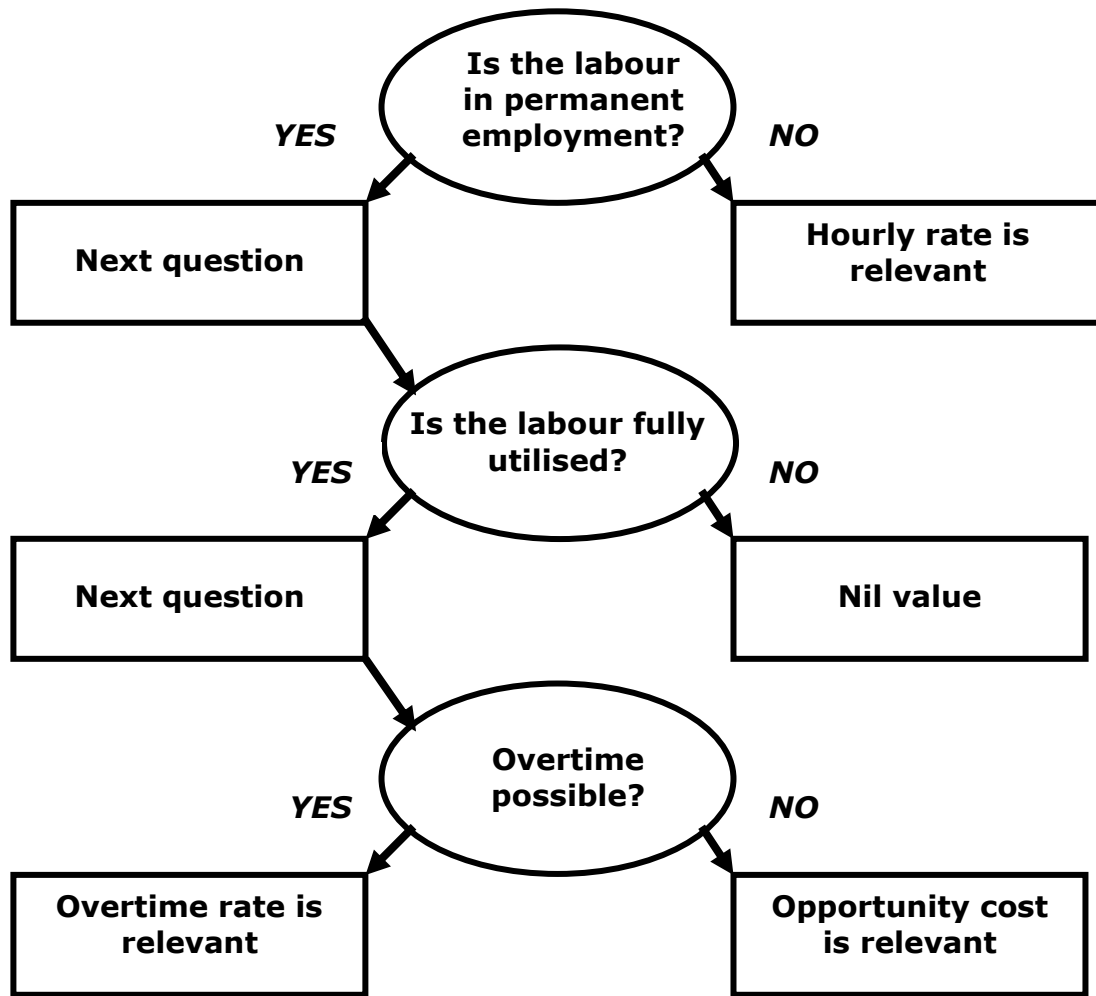 Is the labour
in permanent
employment?
YES
NO
Next question
Hourly rate is
relevant
Is the labour fully
utilised?
YES
NO
Next question
Nil value
Overtime
possible?
YES
NO
Overtime rate is
relevant
Opportunity cost
is relevant